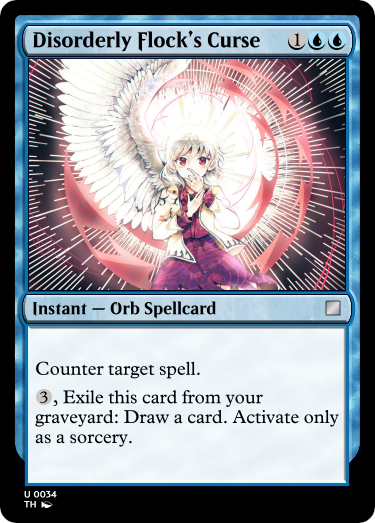 Disorderly Flock's Curse 1UU
Instant — Orb Spellcard
Counter target spell.
3, Exile this card from your
graveyard: Draw a card. Activate only
as a sorcery.
U 0034
TH